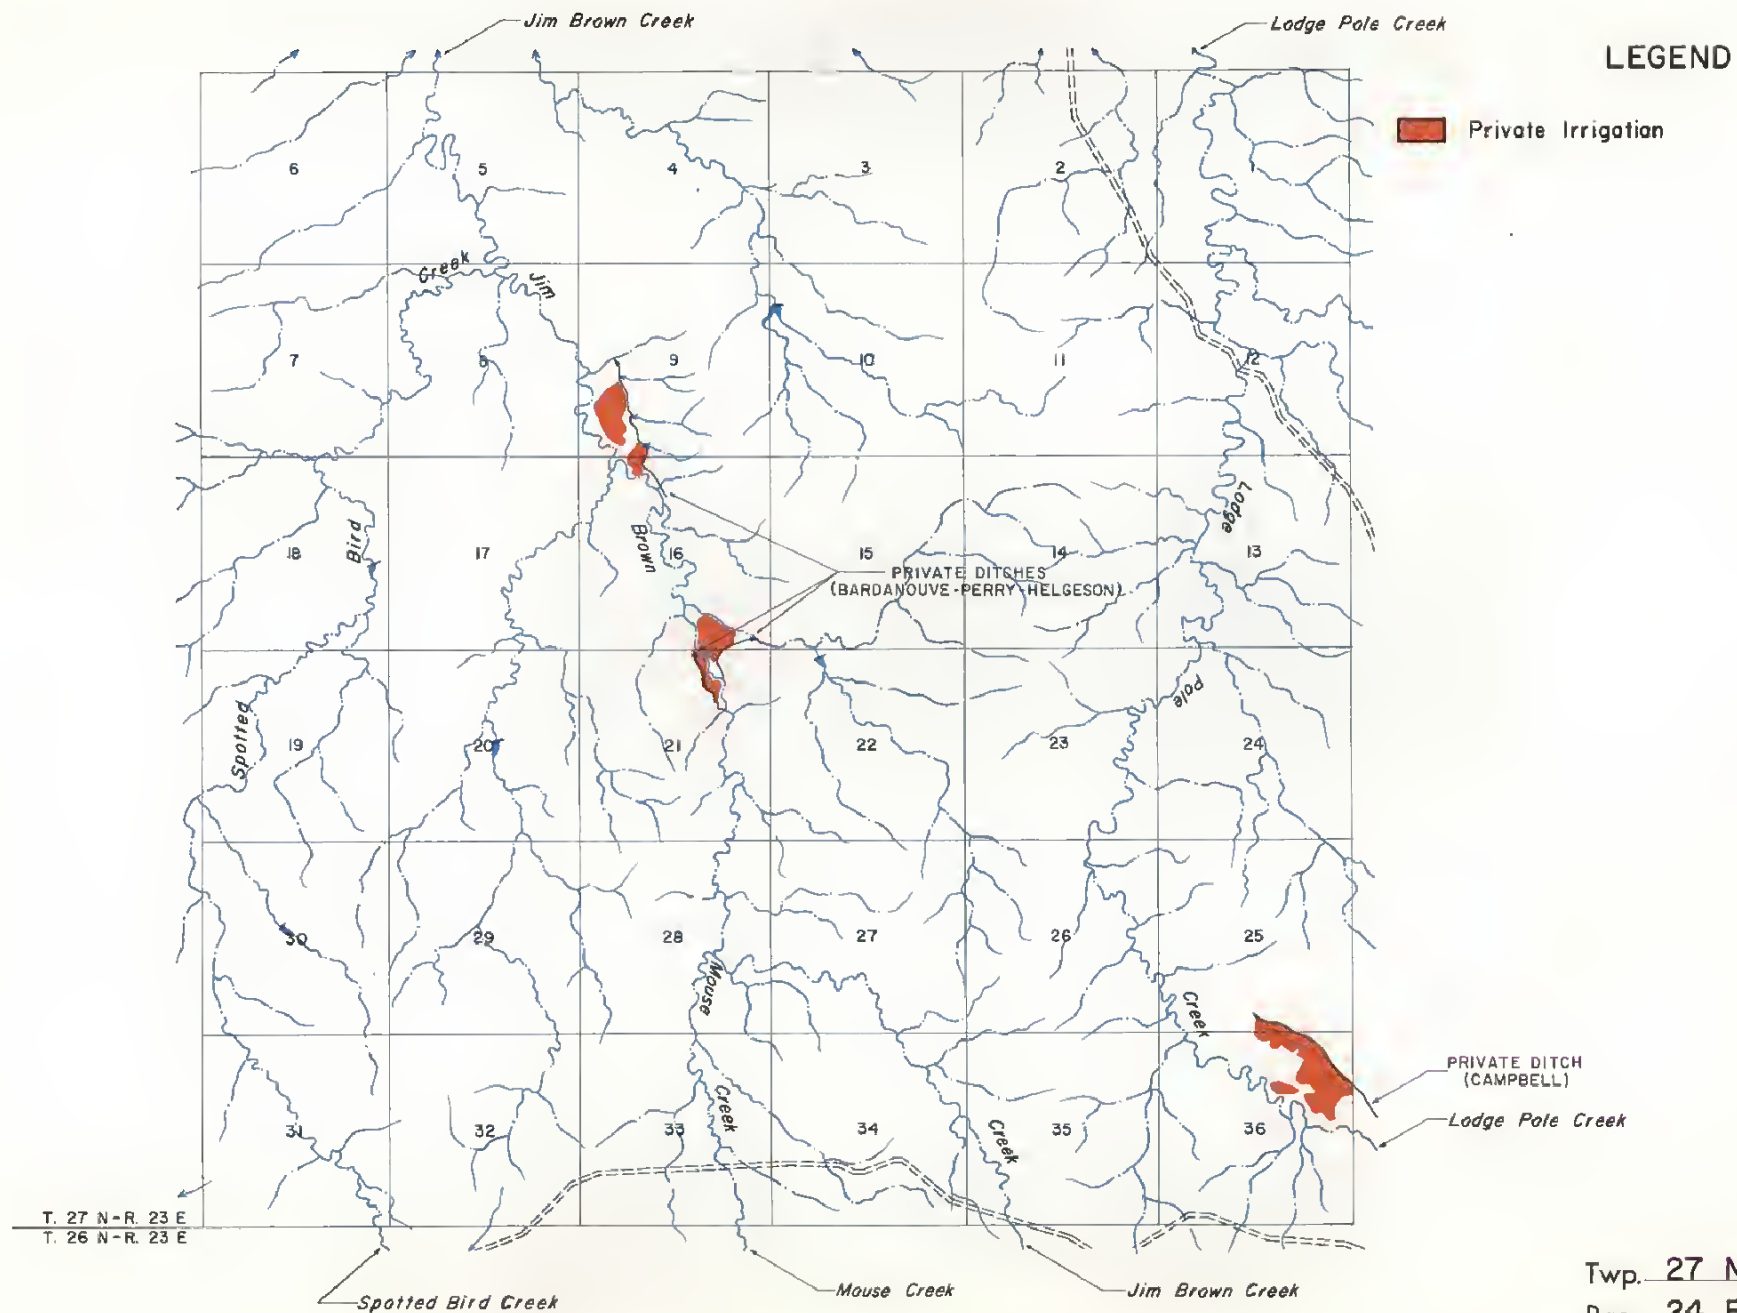 Jim Brown Creek
Lodge Pole Creek
LEGEND
Private Irrigation
6
5
4
3
2
1
Creek
Jim
7
8
9
10
11
12
Lodge
Bird
18
17
Brown
16
15
14
13
PRIVATE DITCHES
(BARDANOUVE-PERRY-HELGESON)
Pole
Spotted
19
20
21
22
23
24
30
29
28
27
26
25
Mouse
Creek
PRIVATE DITCH
(CAMPBELL)
Lodge Pole Creek
31
32
33
Creek
34
Creek
35
36
T. 27 N-R. 23 E
T. 26 N-R. 23 E
Twp. 27 N
24 E
Spotted Bird Creek
Mouse Creek
Jim Brown Creek